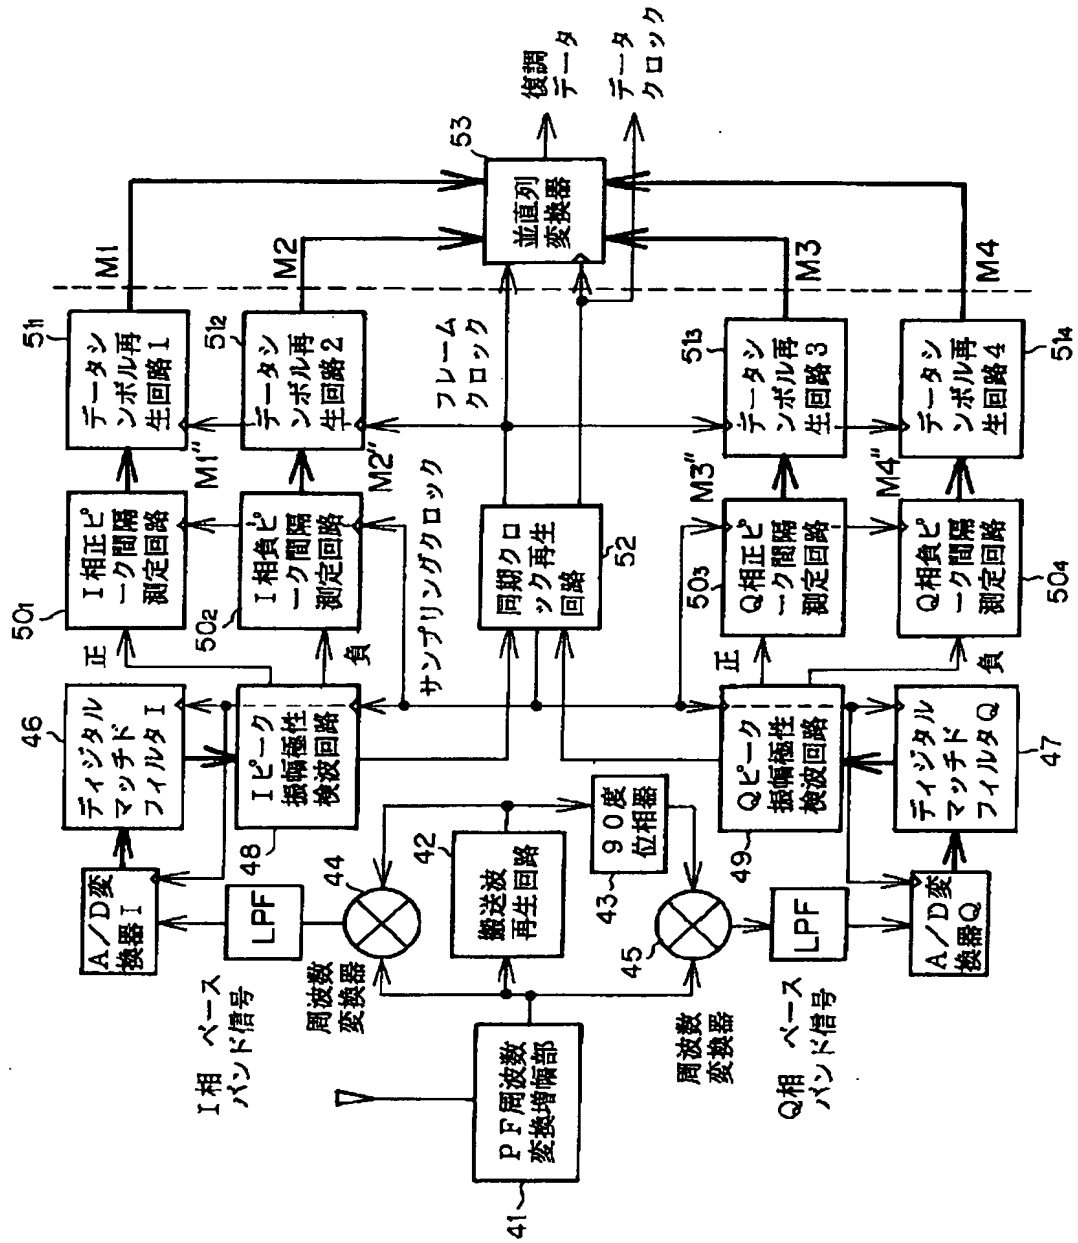 41
PF周波数
変換増幅部
I相 ベース
バンド信号
周波数
変換器
周波数
変換器
Q相 ベース
バンド信号
A/D変
換器I
LPF
44
42
搬送波
再生回路
43
90度
位相器
45
LPF
A/D変
換器Q
46
ディジタル
マッチド
フィルタI
48
Iピーク
振幅極性
検波回路
49
Qピーク
振幅極性
検波回路
47
ディジタル
マッチド
フィルタQ
正
負
サンプリングクロック
正
負
501
I相正ピ
ーク間隔
測定回路
502
I相負ピ
ーク間隔
測定回路
52
同期クロ
ック再生
回路
503
Q相正ピ
ーク間隔
測定回路
504
Q相負ピ
ーク間隔
測定回路
M1"
M2"
M3"
M4"
フレーム
クロック
511
データシ
ンボル再
生回路1
512
データシ
ンボル再
生回路2
513
データシ
ンボル再
生回路3
514
データシ
ンボル再
生回路4
M1
M2
M3
M4
53
並直列
変換器
復調
データ
データ
クロック